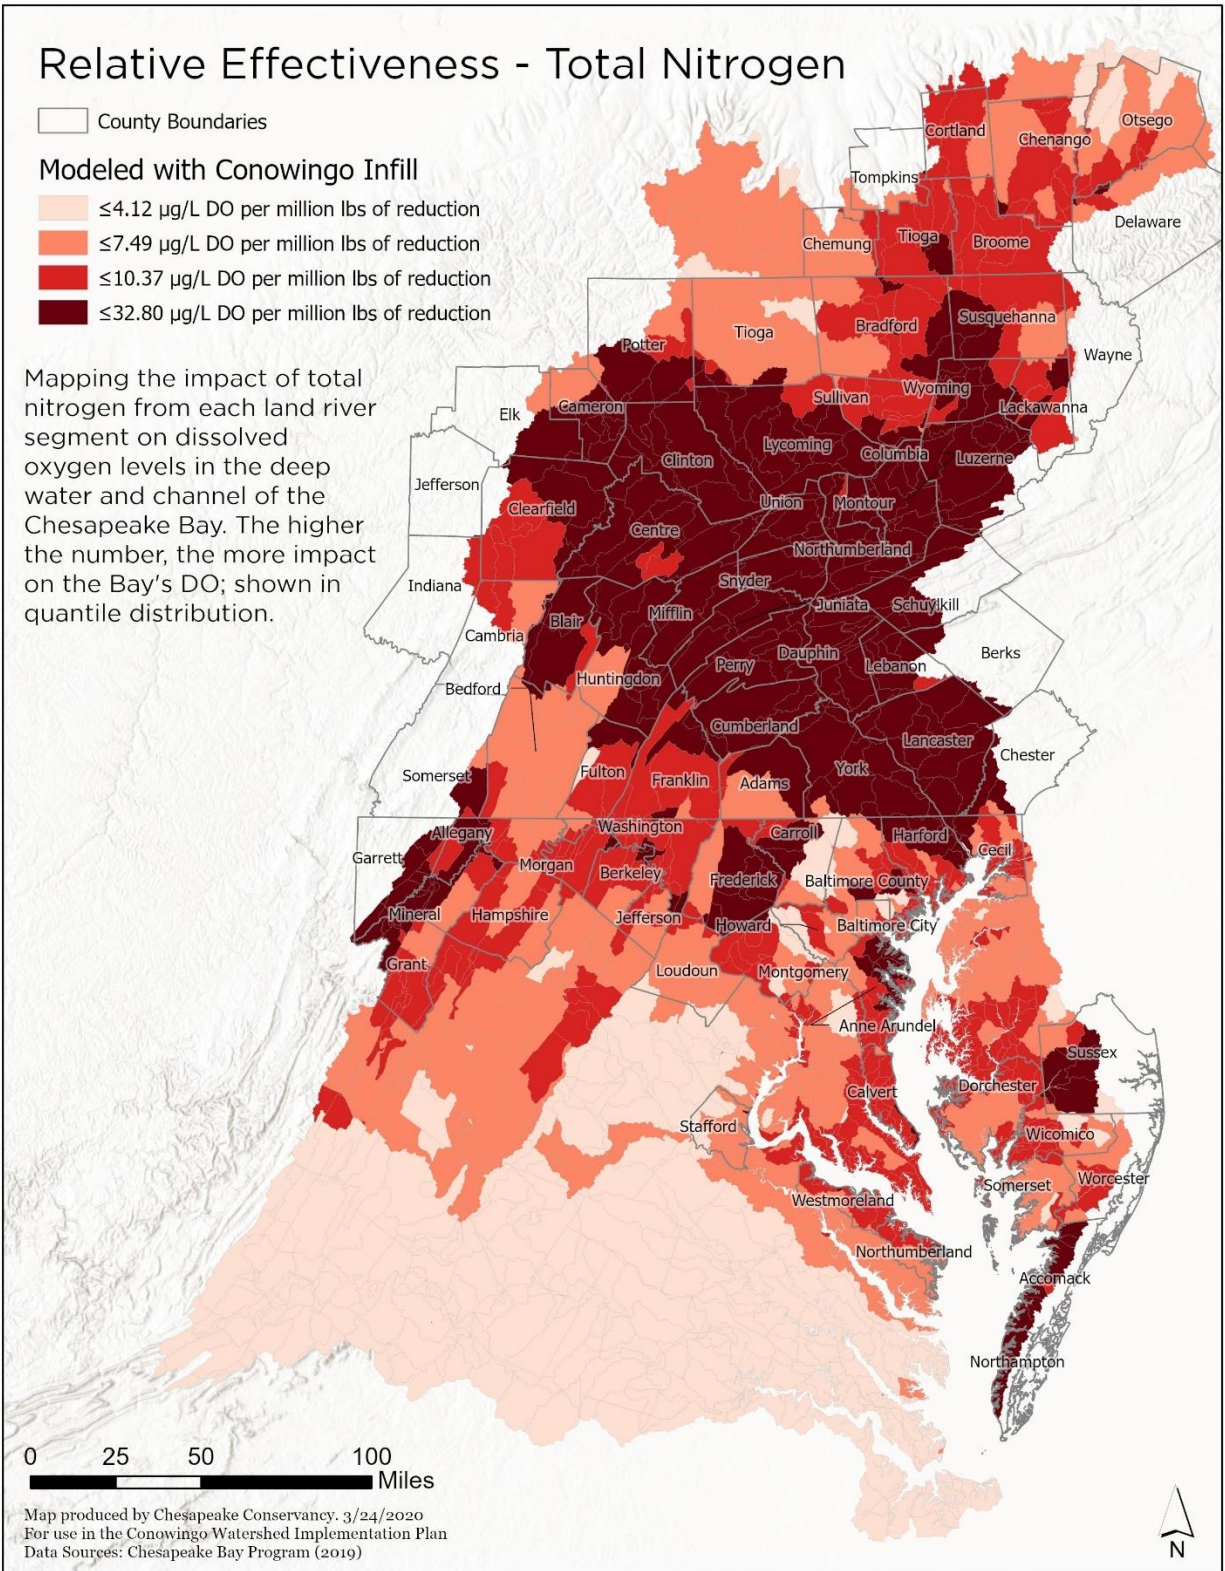 Relative Effectiveness - Total Nitrogen
County Boundaries
Modeled with Conowingo Infill
≤4.12 µg/L DO per million lbs of reduction
≤7.49 µg/L DO per million lbs of reduction
≤10.37 µg/L DO per million lbs of reduction
≤32.80 µg/L DO per million lbs of reduction
Mapping the impact of total
nitrogen from each land river
segment on dissolved
oxygen levels in the deep
water and channel of the
Chesapeake Bay. The higher
the number, the more impact
on the Bay's DO; shown in
quantile distribution.
Cortland
Chenango
Otsego
Tompkins
Delaware
Chemung
Tioga
Broome
Tioga
Bradford
Susquehanna
Potter
Wayne
Elk
Cameron
Sullivan
Wyoming
Lackawanna
Clinton
Lycoming
Columbia
Luzerne
Jefferson
Clearfield
Centre
Union
Montour
Northumberland
Indiana
Snyder
Blair
Mifflin
Juniata
Schuylkill
Cambria
Perry
Dauphin
Lebanon
Berks
Bedford
Huntingdon
Cumberland
Lancaster
Chester
Somerset
Fulton
Franklin
Adams
York
Garrett
Allegany
Washington
Carroll
Harford
Cecil
Morgan
Berkeley
Frederick
Baltimore County
Mineral
Hampshire
Jefferson
Howard
Baltimore City
Grant
Loudoun
Montgomery
Anne Arundel
Sussex
Calvert
Dorchester
Stafford
Wicomico
Somerset
Worcester
Westmoreland
Northumberland
Accomack
Northampton
0 25 50 100
Miles
Map produced by Chesapeake Conservancy. 3/24/2020
For use in the Conowingo Watershed Implementation Plan
Data Sources: Chesapeake Bay Program (2019)
N